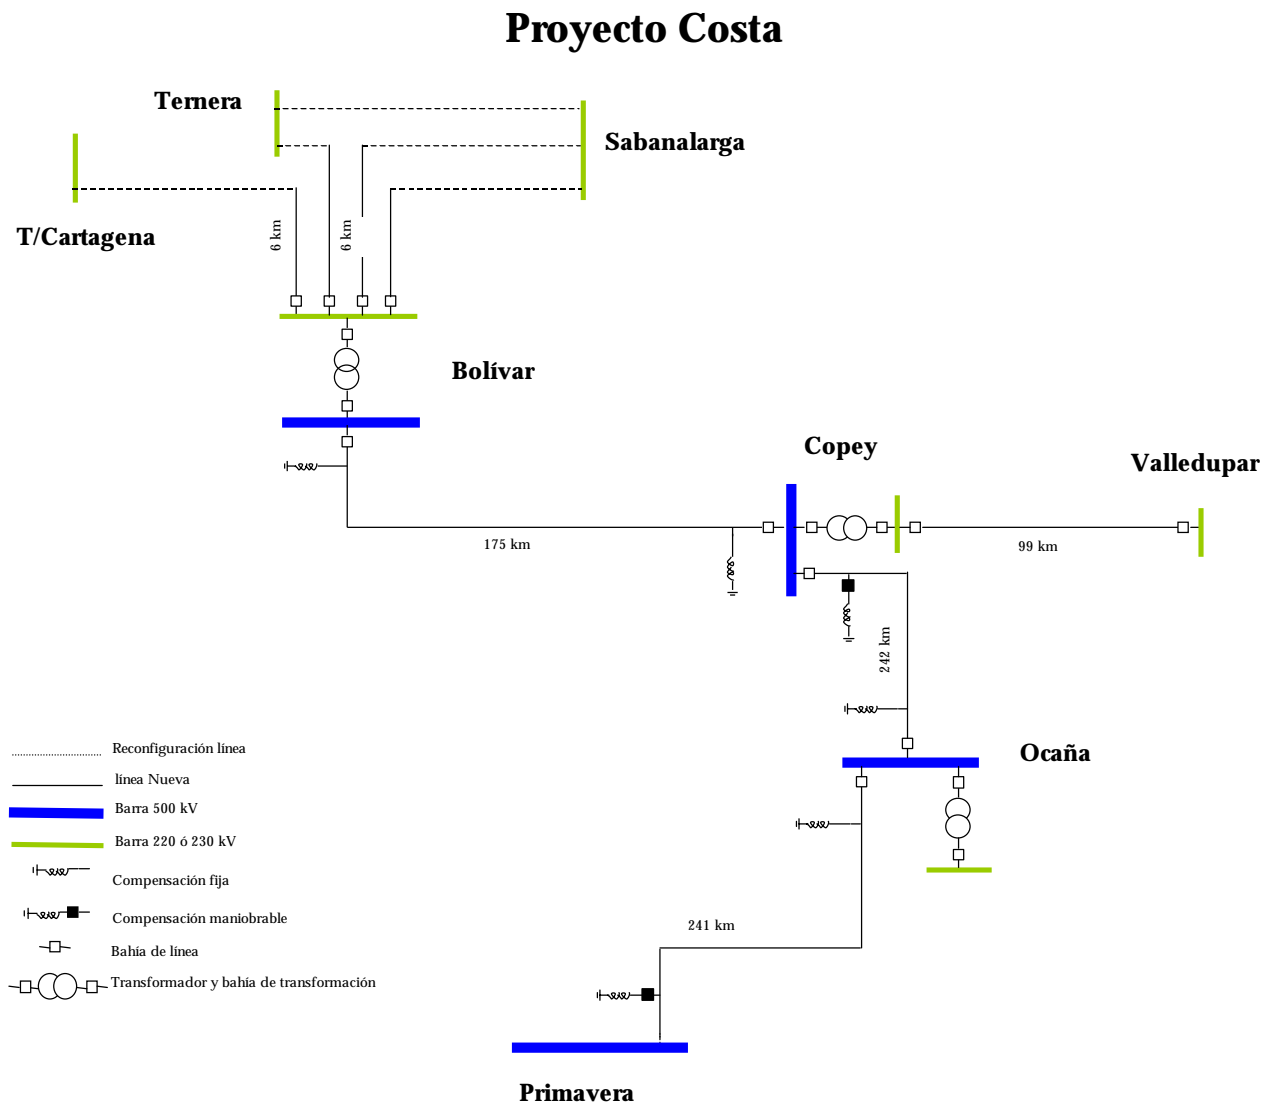 Proyecto Costa
Ternera
Sabanalarga
T/Cartagena
6 km
6 km
Bolívar
Copey
Valledupar
175 km
99 km
242 km
Ocaña
Reconfiguración línea
línea Nueva
Barra 500 kV
Barra 220 ó 230 kV
Compensación fija
Compensación maniobrable
Bahía de línea
Transformador y bahía de transformación
241 km
Primavera